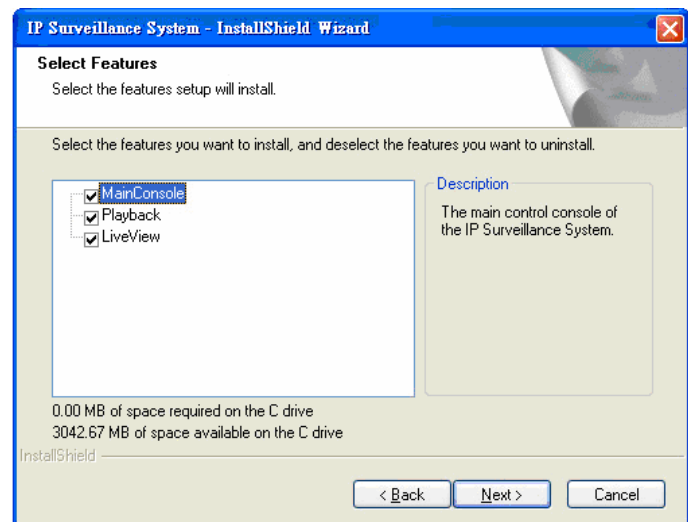 IP Surveillance System - InstallShield Wizard
Select Features
Select the features setup will install.
Select the features you want to install, and deselect the features you want to uninstall.
MainConsole
Playback
LiveView
Description
The main control console of
the IP Surveillance System.
0.00 MB of space required on the C drive
3042.67 MB of space available on the C drive
InstallShield
< Back
Next >
Cancel